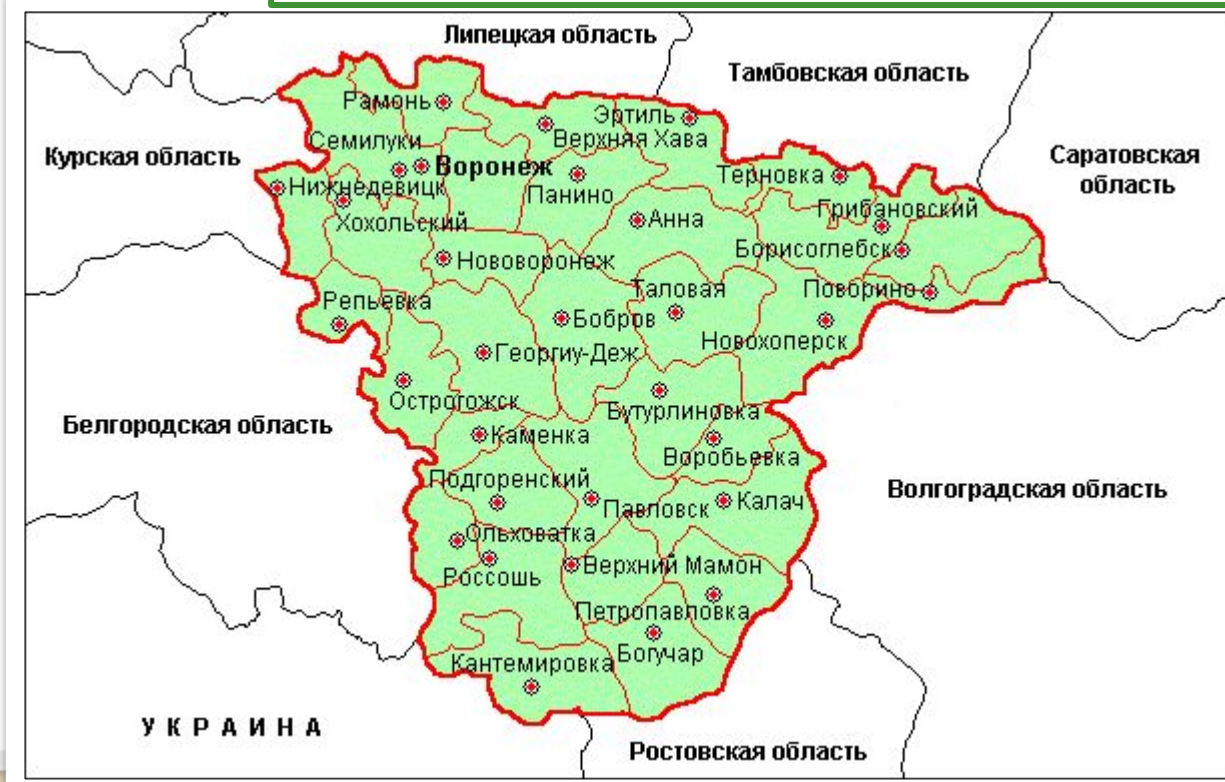 Липецкая область
Тамбовская область
Рамонь
Эртиль
Верхняя Хава
Семилуки
Курская область
Воронеж
Саратовская
область
Терновка
Нижнедевицк
Панино
Хохольский
Анна
Грибановский
Борисоглебск
Нововоронеж
Таловая
Поворино
Репьевка
Бобров
Новохоперск
Георгиу-Деж
Острогожск
Бутурлиновка
Белгородская область
Каменка
Воробьевка
Подгоренский
Волгоградская область
Павловск
Калач
Ольховатка
Верхний Мамон
Россошь
Петропавловка
Богучар
Кантемировка
УКРАИНА
Ростовская область